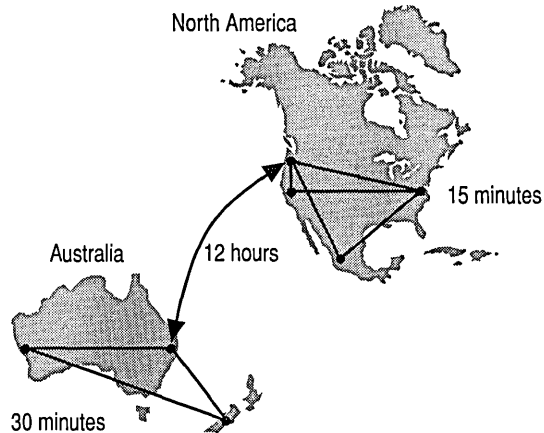 North America
15 minutes
Australia
12 hours
30 minutes